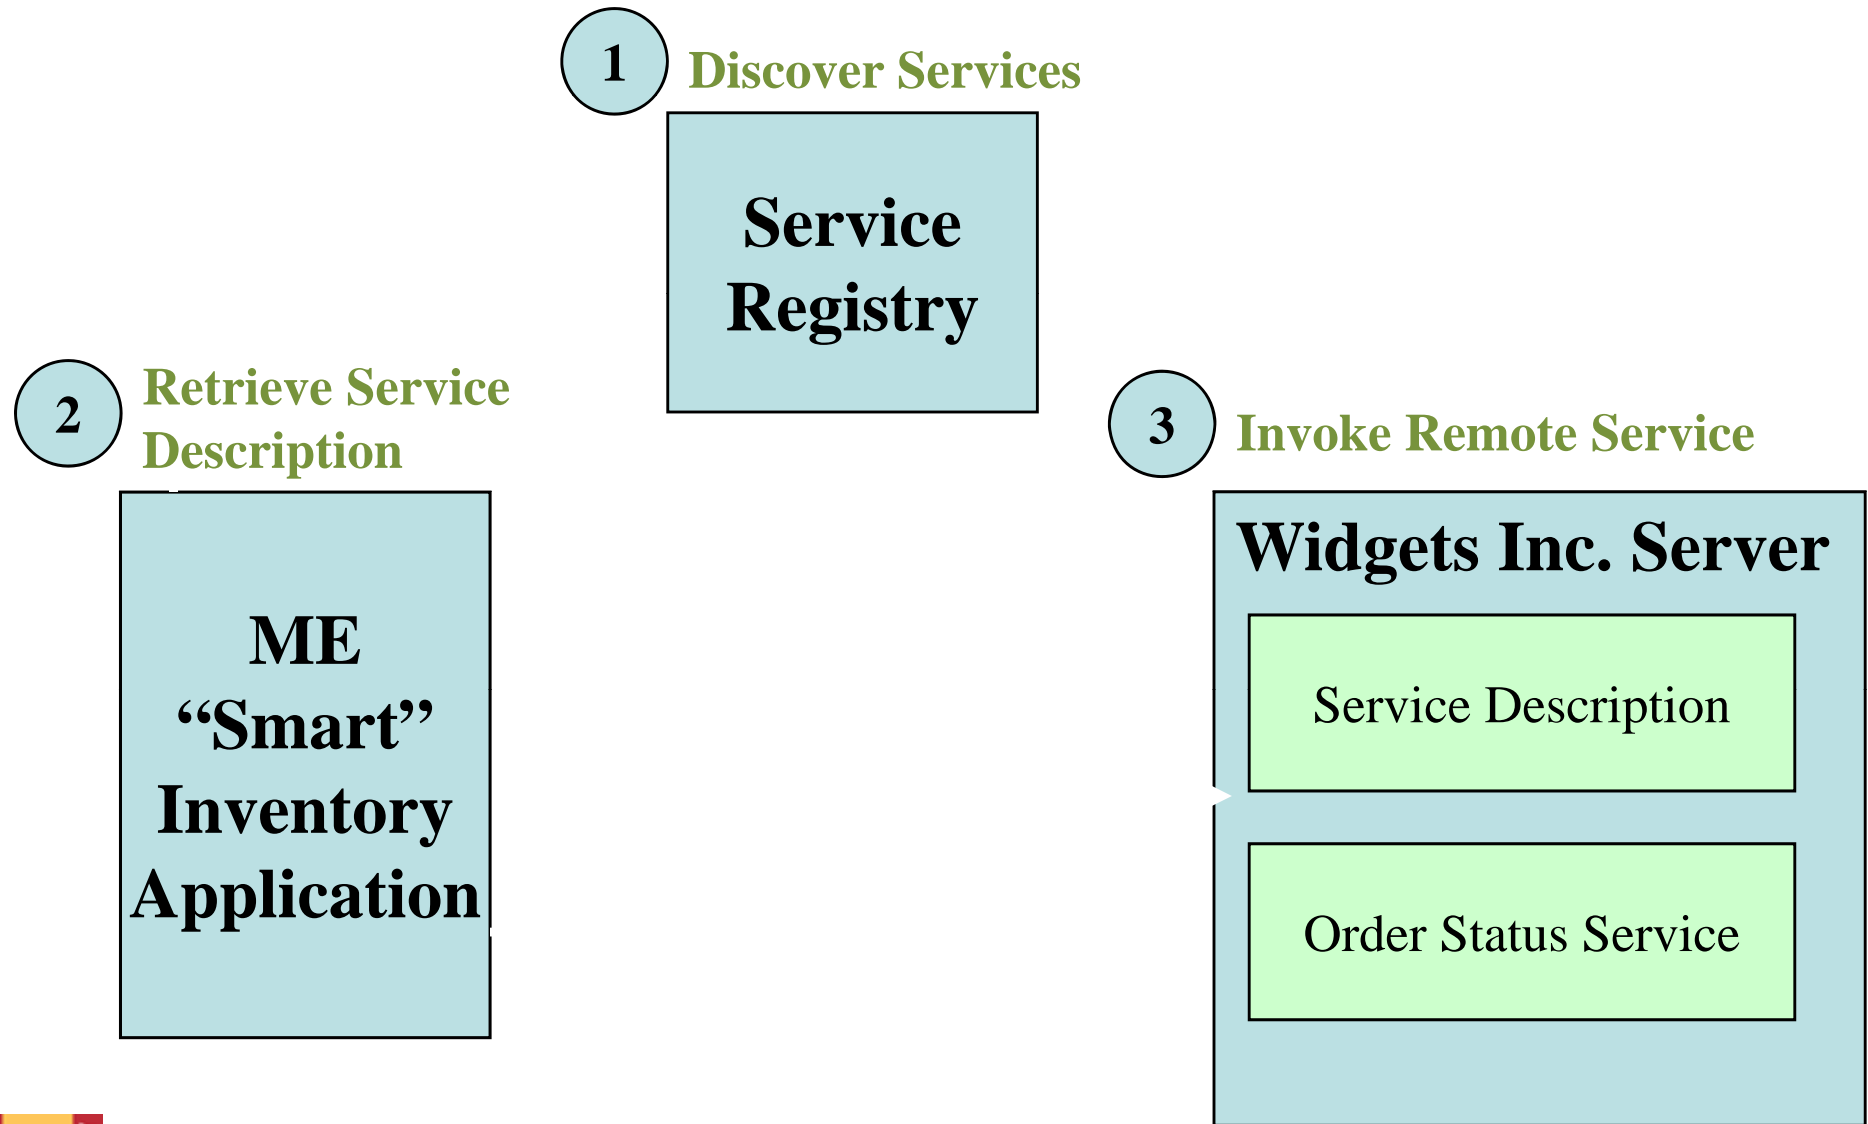 1
Discover Services
Service
Registry
2
Retrieve Service
Description
ME
“Smart”
Inventory
Application
3
Invoke Remote Service
Widgets Inc. Server
Service Description
Order Status Service